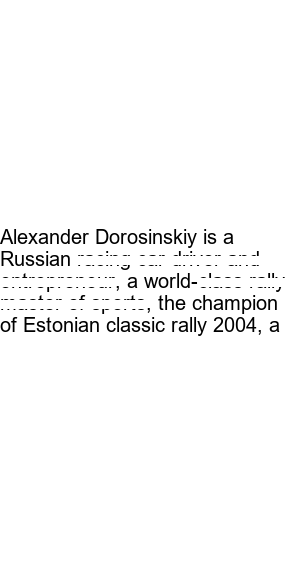 Alexander Dorosinskiy is a
Russian racing car driver and
entrepreneur, a world-class rally
master of sports, the champion
of Estonian classic rally 2004, a